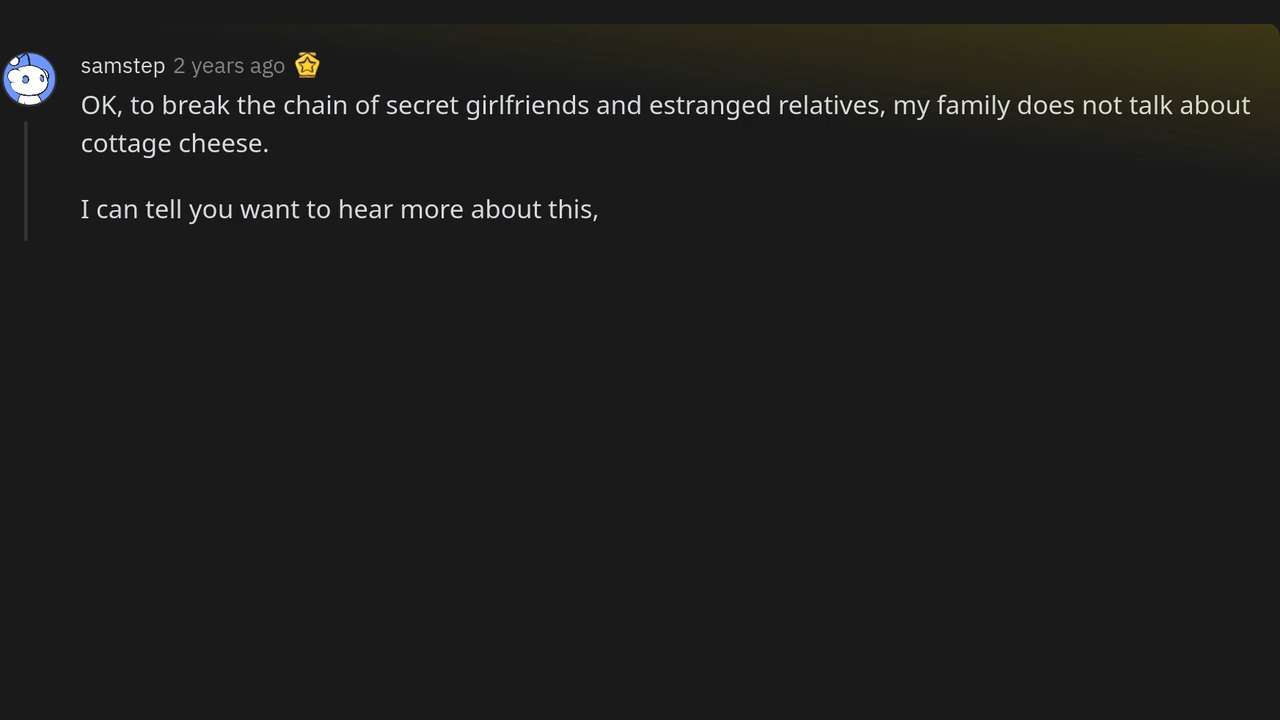 samstep 2 years ago
OK, to break the chain of secret girlfriends and estranged relatives, my family does not talk about
cottage cheese.
I can tell you want to hear more about this,